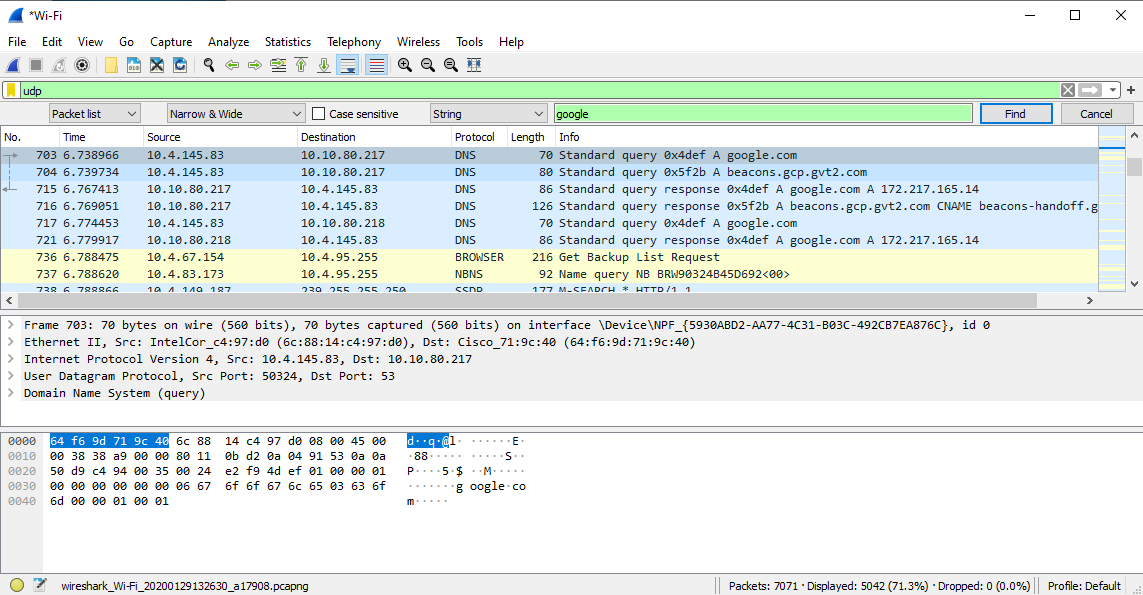 *Wi-Fi
File Edit View Go Capture Analyze Statistics Telephony Wireless Tools Help
udp
Packet list Narrow & Wide Case sensitive String google Find Cancel
No. Time Source Destination Protocol Length Info
703 6.738966 10.4.145.83 10.10.80.217 DNS 70 Standard query 0x4def A google.com
704 6.739734 10.4.145.83 10.10.80.217 DNS 80 Standard query 0x5f2b A beacons.gcp.gvt2.com
715 6.767413 10.10.80.217 10.4.145.83 DNS 86 Standard query response 0x4def A google.com A 172.217.165.14
716 6.769051 10.10.80.217 10.4.145.83 DNS 126 Standard query response 0x5f2b A beacons.gcp.gvt2.com CNAME beacons-handoff.g
717 6.774453 10.4.145.83 10.10.80.218 DNS 70 Standard query 0x4def A google.com
721 6.779917 10.10.80.218 10.4.145.83 DNS 86 Standard query response 0x4def A google.com A 172.217.165.14
736 6.788475 10.4.67.154 10.4.95.255 BROWSER 216 Get Backup List Request
737 6.788620 10.4.83.173 10.4.95.255 NBNS 92 Name query NB BRW90324B45D692<00>
738 6.788866 10.4.149.187 239.255.255.250 SSDP 177 M-SEARCH * HTTP/1.1
Frame 703: 70 bytes on wire (560 bits), 70 bytes captured (560 bits) on interface \Device\NPF_{5930ABD2-AA77-4C31-B03C-492CB7EA876C}, id 0
Ethernet II, Src: IntelCor_c4:97:d0 (6c:88:14:c4:97:d0), Dst: Cisco_71:9c:40 (64:f6:9d:71:9c:40)
Internet Protocol Version 4, Src: 10.4.145.83, Dst: 10.10.80.217
User Datagram Protocol, Src Port: 50324, Dst Port: 53
Domain Name System (query)
0000 64 f6 9d 71 9c 40 6c 88 14 c4 97 d0 08 00 45 00 d··q·@l· ······E·
0010 00 38 38 a9 00 00 80 11 0b d2 0a 04 91 53 0a 0a ·88····· ·····S··
0020 50 d9 c4 94 00 35 00 24 e2 f9 4d ef 01 00 00 01 P····5·$ ··M·····
0030 00 00 00 00 00 00 06 67 6f 6f 67 6c 65 03 63 6f ·······g oogle·co
0040 6d 00 00 01 00 01 m·····
wireshark_Wi-Fi_20200129132630_a17908.pcapng Packets: 7071 · Displayed: 5042 (71.3%) · Dropped: 0 (0.0%) Profile: Default